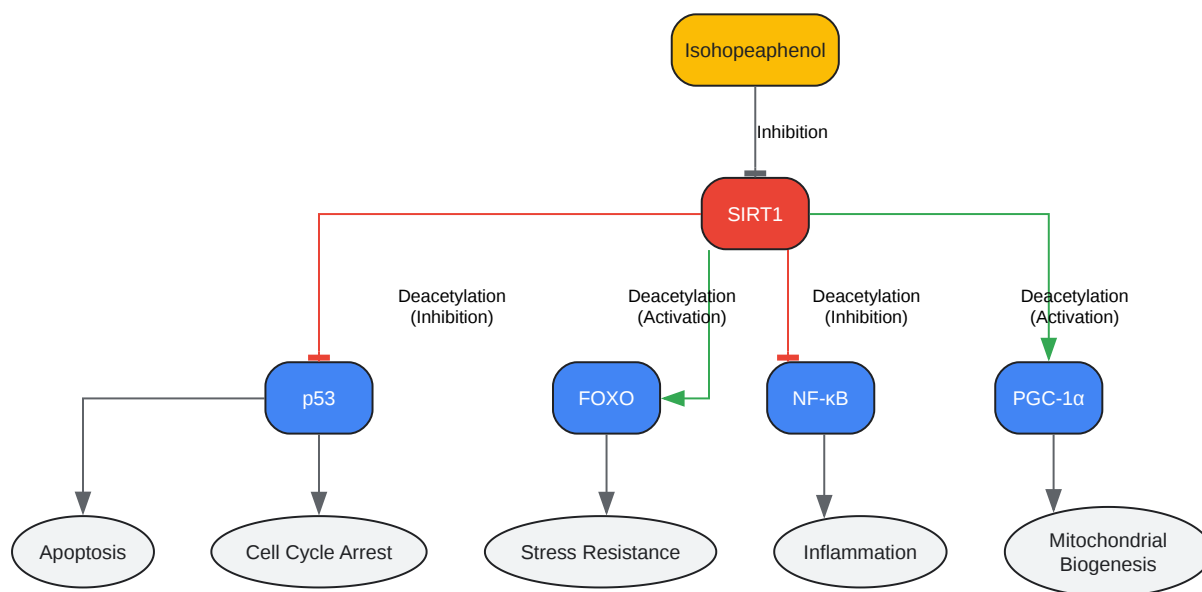 Isohopeaphenol
Inhibition
SIRT1
Deacetylation
(Inhibition)
Deacetylation
(Activation)
Deacetylation
(Inhibition)
Deacetylation
(Activation)
p53
FOXO
NF-κB
PGC-1α
Apoptosis
Cell Cycle Arrest
Stress Resistance
Inflammation
Mitochondrial
Biogenesis